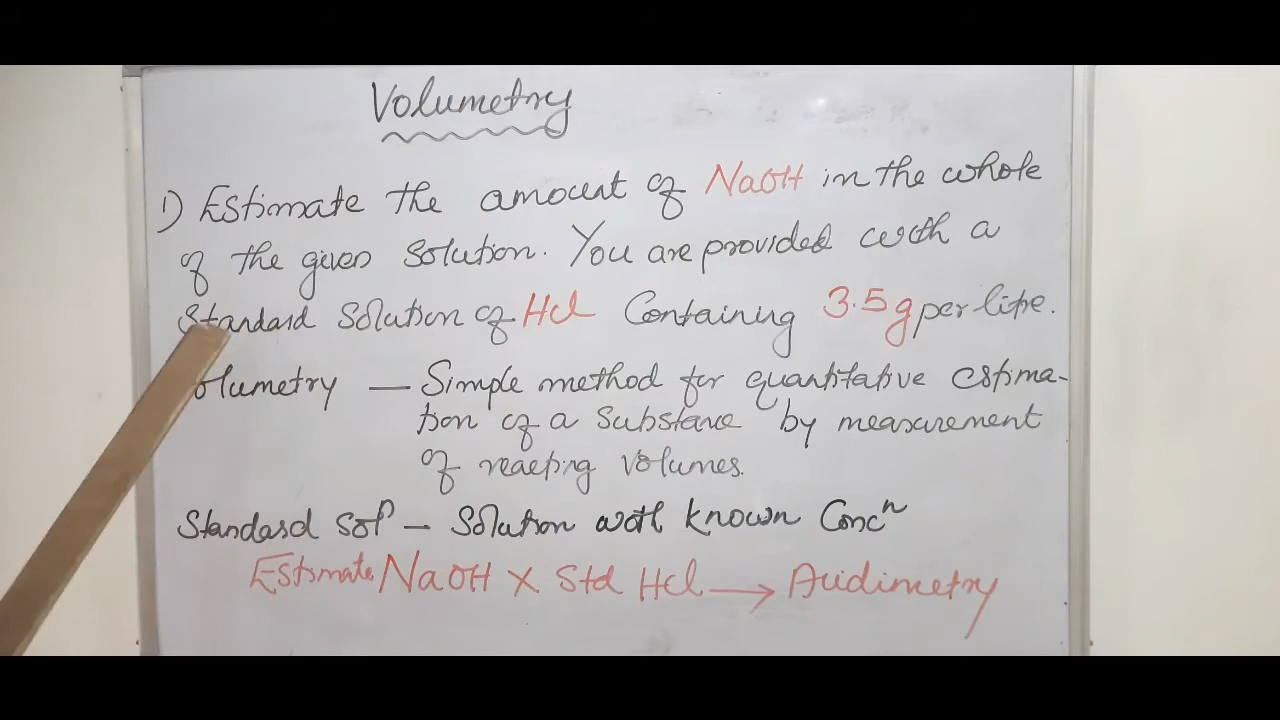 Volumetry
1) Estimate the amount of NaOH in the whole
of the given solution. You are provided with a
Standard Solution of Hcl Containing 3.5g per litre.
olumetry — Simple method for quantitative estima-
tion of a Substance by measurement
of reacting volumes.
Standard Soln – Solution with known Concn
Estimate NaOH X Std Hcl → Acidimetry